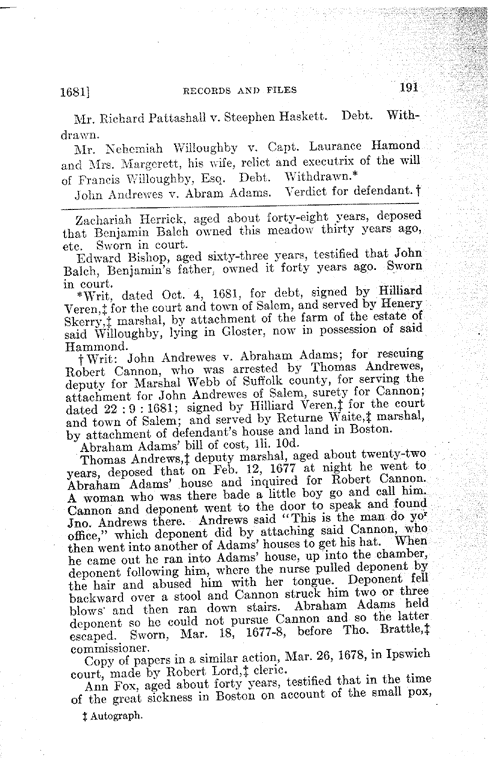 1681]	RECORDS AND FILES	191
Mr. Richard Pattashall v. Steephen Haskett. Debt. With-
drawn.
Mr. Nehemiah Willoughby v. Capt. Laurance Hamond
and Mrs. Margerett, his wife, relict and executrix of the will
of Francis Willoughby, Esq. Debt. Withdrawn.*
John Andrewes v. Abram Adams. Verdict for defendant.†
Zachariah Herrick, aged about forty-eight years, deposed
that Benjamin Balch owned this meadow thirty years ago,
etc. Sworn in court.
Edward Bishop, aged sixty-three years, testified that John
Balch, Benjamin's father, owned it forty years ago. Sworn
in court.
*Writ, dated Oct. 4, 1681, for debt, signed by Hilliard
Veren,‡ for the court and town of Salem, and served by Henery
Skerry,‡ marshal, by attachment of the farm of the estate of
said Willoughby, lying in Gloster, now in possession of said
Hammond.
†Writ: John Andrewes v. Abraham Adams; for rescuing
Robert Cannon, who was arrested by Thomas Andrewes,
deputy for Marshal Webb of Suffolk county, for serving the
attachment for John Andrewes of Salem, surety for Cannon;
dated 22 : 9 : 1681; signed by Hilliard Veren,‡ for the court
and town of Salem; and served by Returne Waite,‡ marshal,
by attachment of defendant's house and land in Boston.
Abraham Adams' bill of cost, 1li. 10d.
Thomas Andrews,‡ deputy marshal, aged about twenty-two
years, deposed that on Feb. 12, 1677 at night he went to
Abraham Adams' house and inquired for Robert Cannon.
A woman who was there bade a little boy go and call him.
Cannon and deponent went to the door to speak and found
Jno. Andrews there. Andrews said "This is the man do yor
office," which deponent did by attaching said Cannon, who
then went into another of Adams' houses to get his hat. When
he came out he ran into Adams' house, up into the chamber,
deponent following him, where the nurse pulled deponent by
the hair and abused him with her tongue. Deponent fell
backward over a stool and Cannon struck him two or three
blows and then ran down stairs. Abraham Adams held
deponent so he could not pursue Cannon and so the latter
escaped. Sworn, Mar. 18, 1677-8, before Tho. Brattle,‡
commissioner.
Copy of papers in a similar action, Mar. 26, 1678, in Ipswich
court, made by Robert Lord,‡ cleric.
Ann Fox, aged about forty years, testified that in the time
of the great sickness in Boston on account of the small pox,
‡ Autograph.